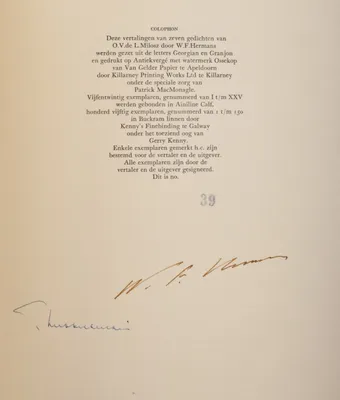 COLOPHON
Deze vertalingen van zeven gedichten van
O.V.de L.Milosz door W.F.Hermans
werden gezet uit de letters Georgian en Granjon
en gedrukt op Antiekvergé met watermerk Ossekop
van Van Gelder Papier te Apeldoorn
door Killarney Printing Works Ltd te Killarney
onder de speciale zorg van
Patrick MacMonagle.
Vijfentwintig exemplaren, genummerd van I t/m XXV
werden gebonden in Aniline Calf,
honderd vijftig exemplaren, genummerd van 1 t/m 150
in Buckram linnen door
Kenny's Finebinding te Galway
onder het toeziend oog van
Gerry Kenny.
Enkele exemplaren gemerkt h.c. zijn
bestemd voor de vertaler en de uitgever.
Alle exemplaren zijn door de
vertaler en de uitgever gesigneerd.
Dit is no.
39
W. F.